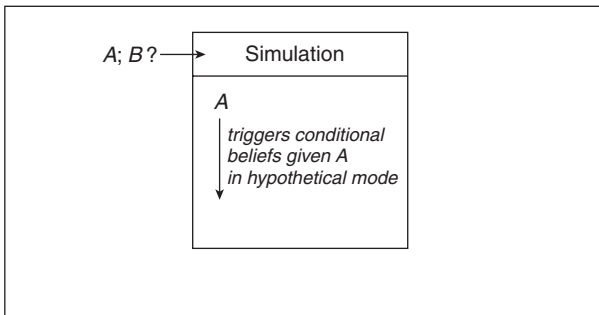 A; B?
Simulation
A
triggers conditional
beliefs given A
in hypothetical mode